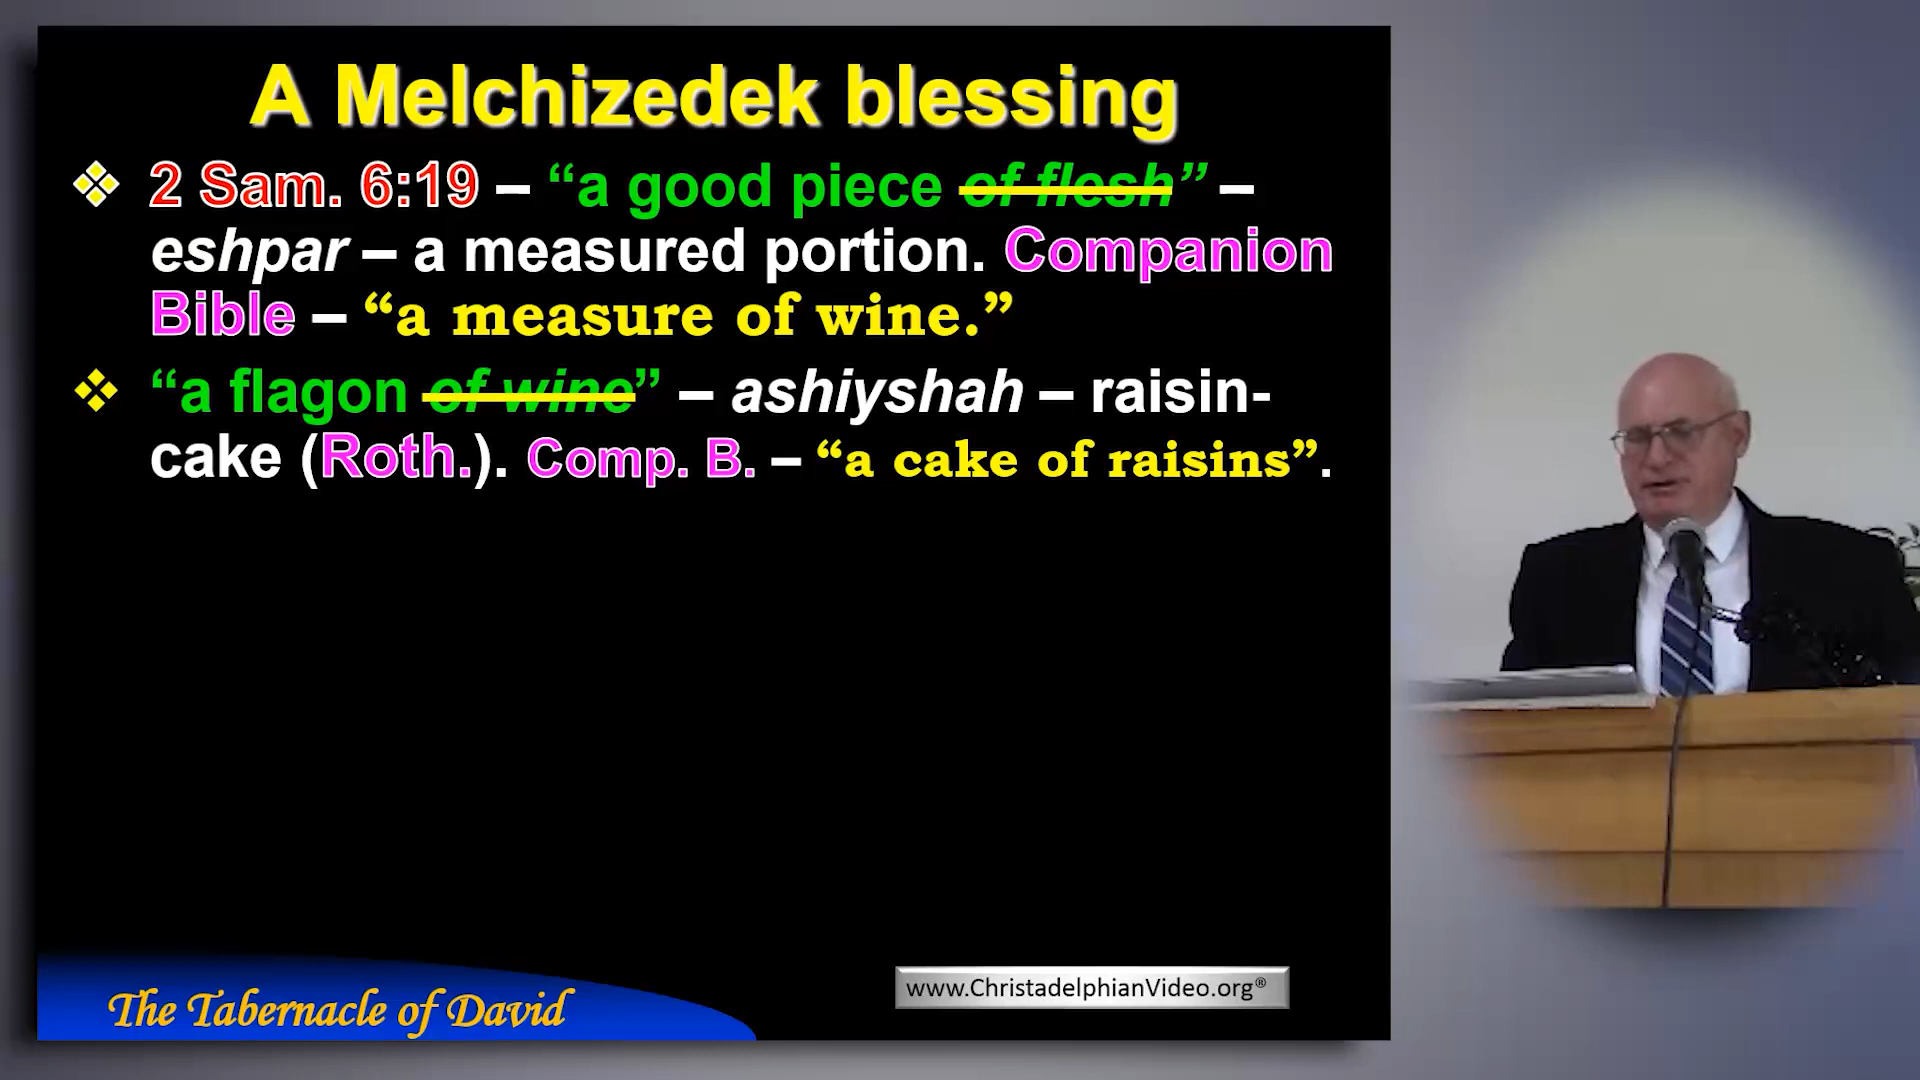 A Melchizedek blessing
2 Sam. 6:19 – “a good piece of flesh” –
eshpar – a measured portion. Companion
Bible – “a measure of wine.”
“a flagon of wine” – ashiyshah – raisin-
cake (Roth.). Comp. B. – “a cake of raisins”.
The Tabernacle of David
www.ChristadelphianVideo.org®